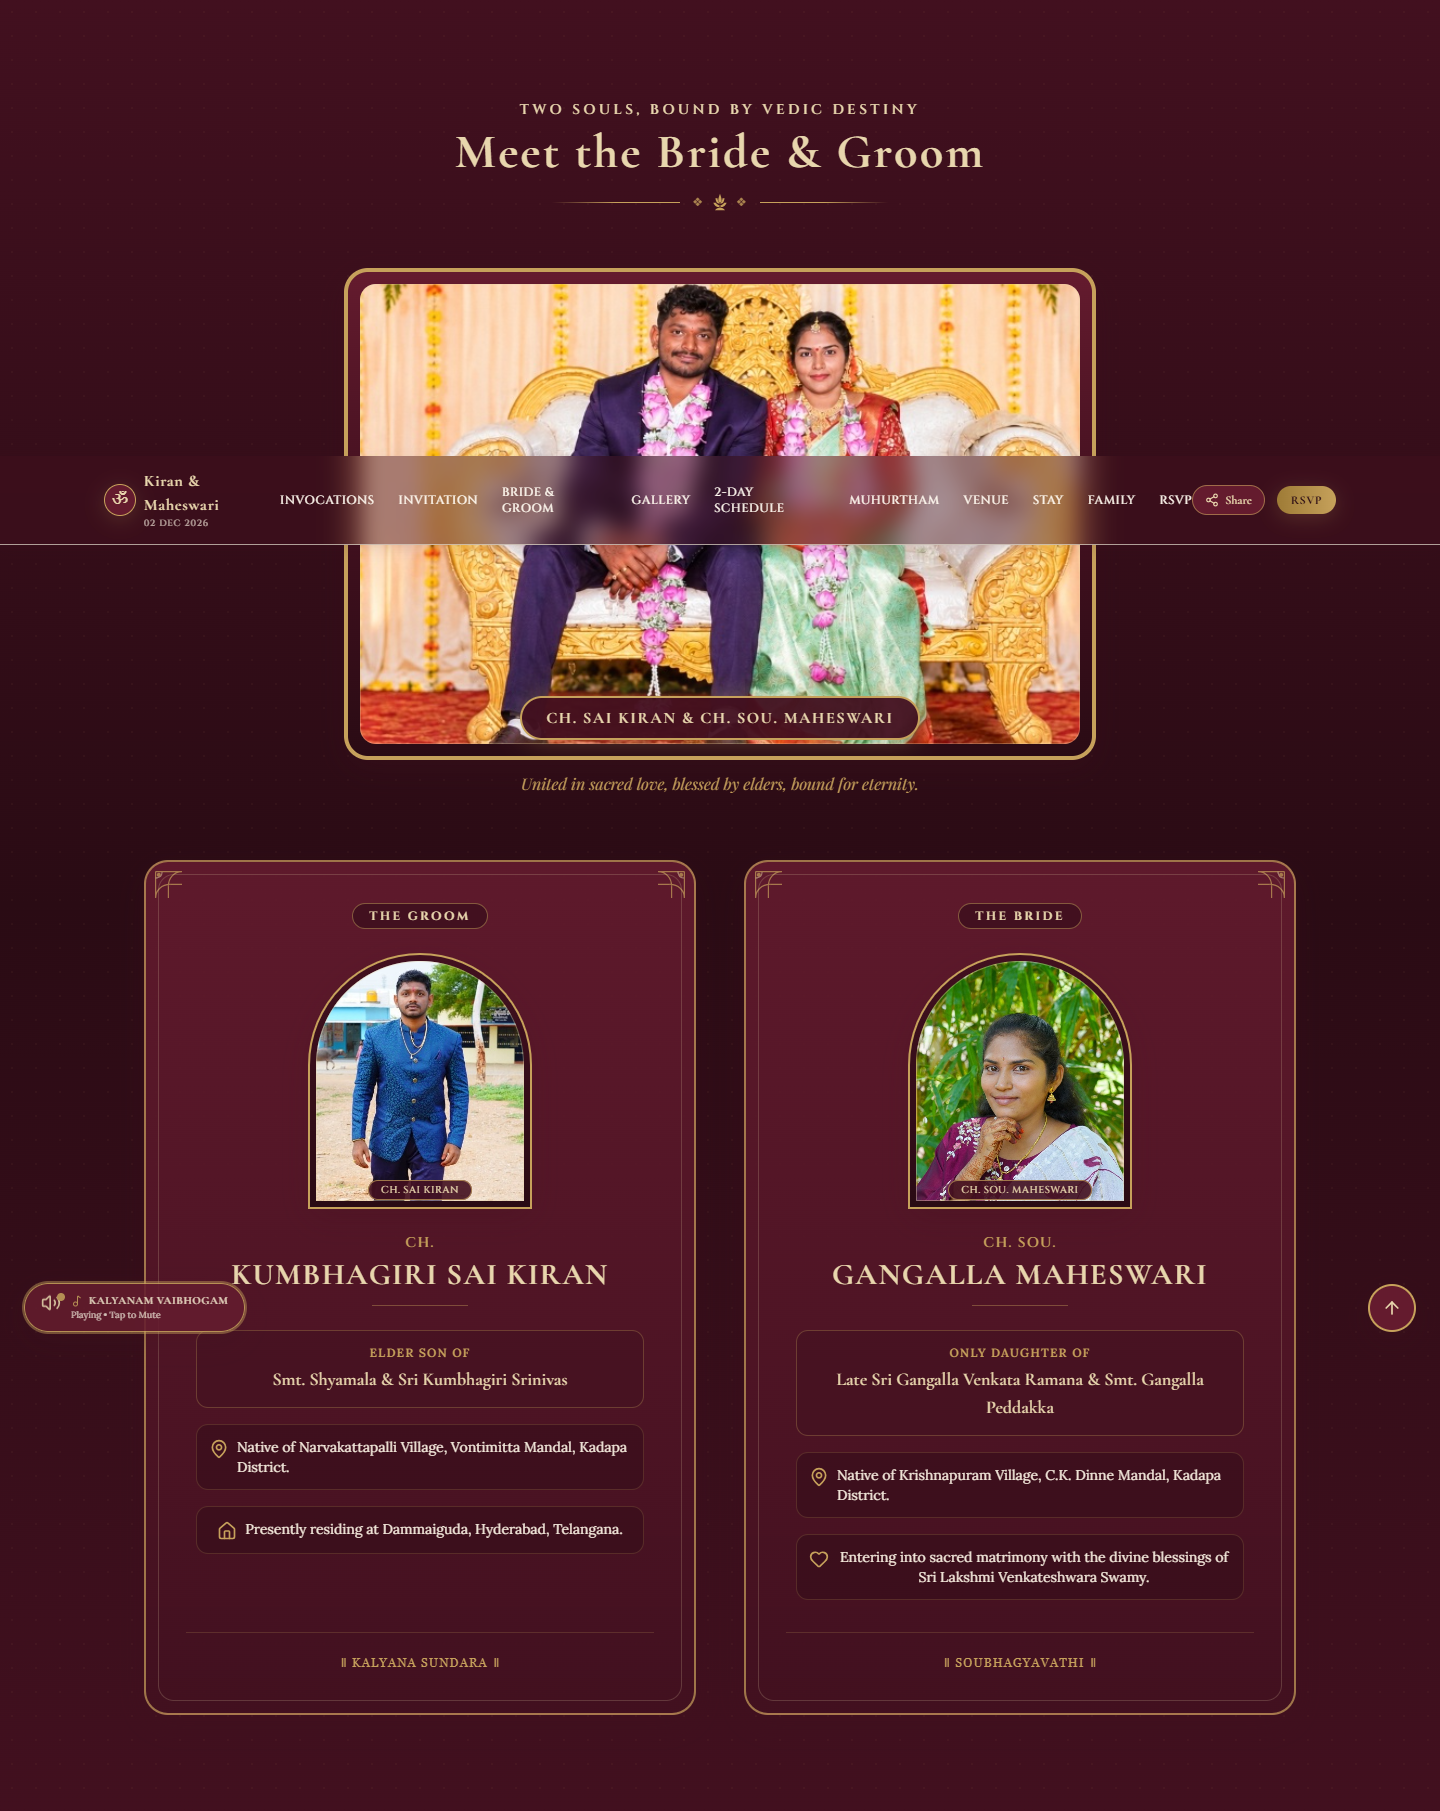 TWO SOULS, BOUND BY VEDIC DESTINY
Meet the Bride & Groom
ॐ
Kiran &
Maheswari
02 DEC 2026
INVOCATIONS
INVITATION
BRIDE &
GROOM
GALLERY
2-DAY
SCHEDULE
MUHURTHAM
VENUE
STAY
FAMILY
RSVP
Share
RSVP
CH. SAI KIRAN & CH. SOU. MAHESWARI
United in sacred love, blessed by elders, bound for eternity.
THE GROOM
CH. SAI KIRAN
CH.
KUMBHAGIRI SAI KIRAN
ELDER SON OF
Smt. Shyamala & Sri Kumbhagiri Srinivas
Native of Narvakattapalli Village, Vontimitta Mandal, Kadapa
District.
Presently residing at Dammaiguda, Hyderabad, Telangana.
॥ KALYANA SUNDARA ॥
THE BRIDE
CH. SOU. MAHESWARI
CH. SOU.
GANGALLA MAHESWARI
ONLY DAUGHTER OF
Late Sri Gangalla Venkata Ramana & Smt. Gangalla
Peddakka
Native of Krishnapuram Village, C.K. Dinne Mandal, Kadapa
District.
Entering into sacred matrimony with the divine blessings of
Sri Lakshmi Venkateshwara Swamy.
॥ SOUBHAGYAVATHI ॥
KALYANAM VAIBHOGAM
Playing • Tap to Mute